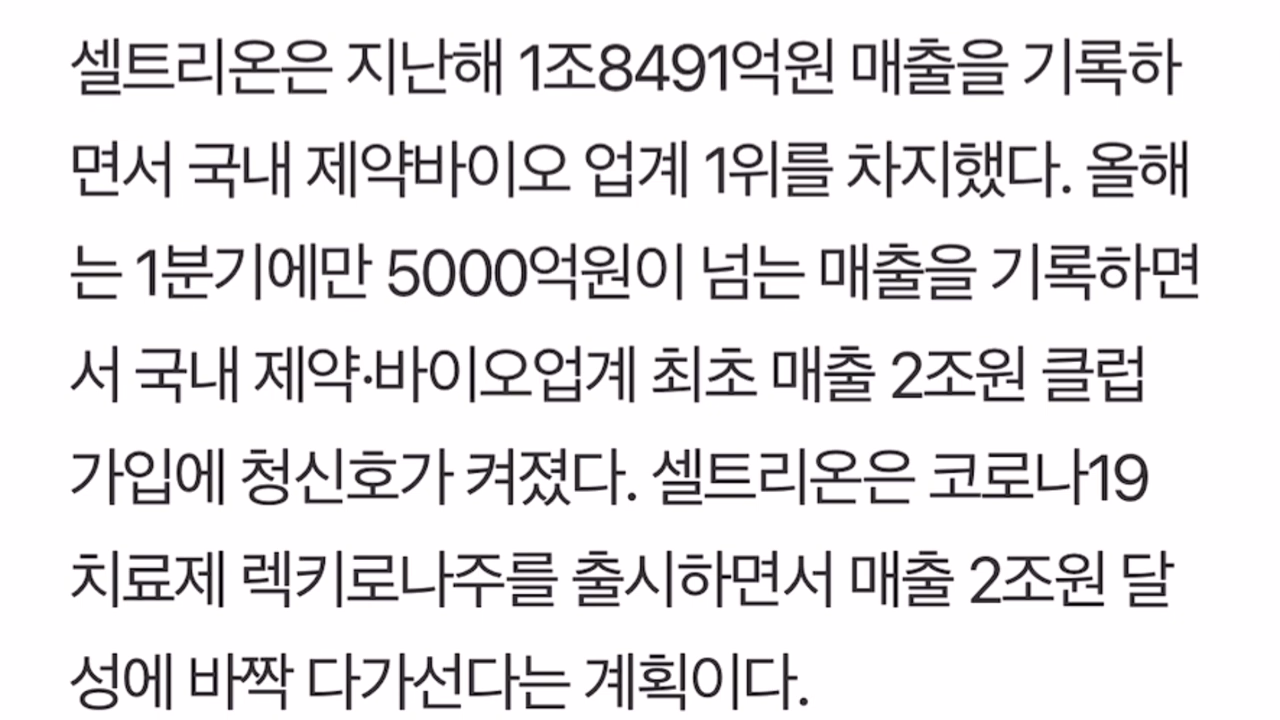 셀트리온은 지난해 1조8491억원 매출을 기록하
면서 국내 제약바이오 업계 1위를 차지했다. 올해
는 1분기에만 5000억원이 넘는 매출을 기록하면
서 국내 제약·바이오업계 최초 매출 2조원 클럽
가입에 청신호가 켜졌다. 셀트리온은 코로나19
치료제 렉키로나주를 출시하면서 매출 2조원 달
성에 바짝 다가선다는 계획이다.